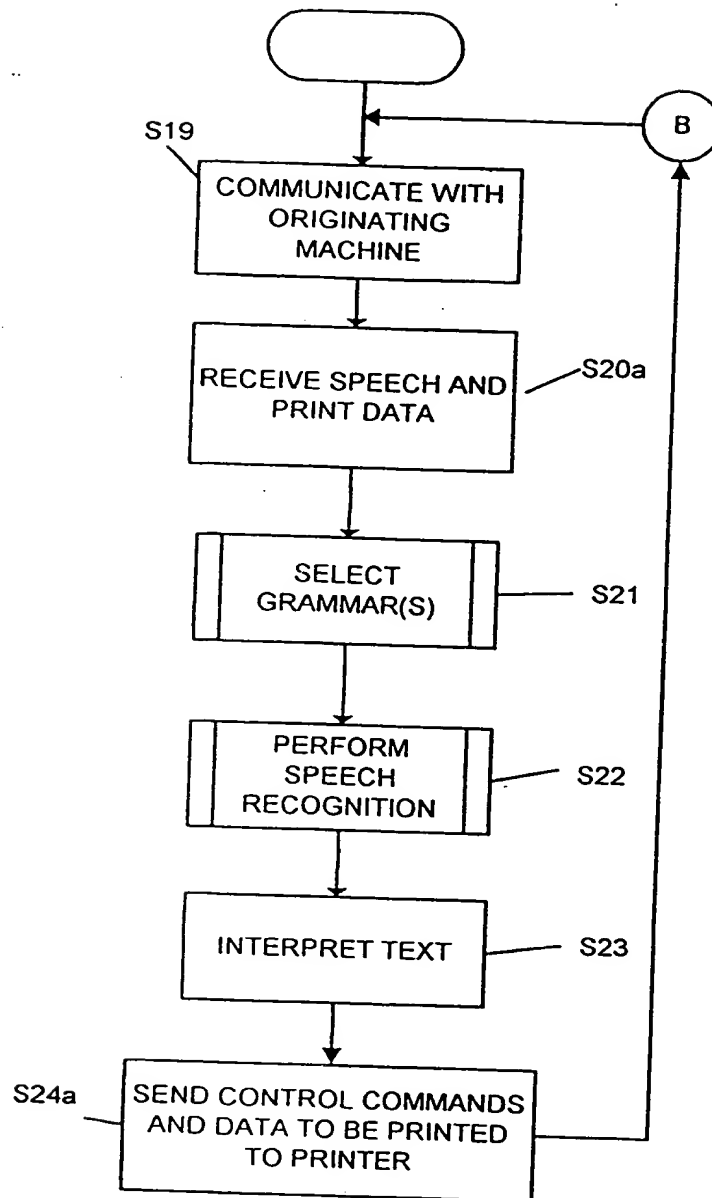 B
S19
COMMUNICATE WITH
ORIGINATING
MACHINE
RECEIVE SPEECH AND
PRINT DATA
S20a
SELECT
GRAMMAR(S)
S21
PERFORM
SPEECH
RECOGNITION
S22
INTERPRET TEXT
S23
S24a
SEND CONTROL COMMANDS
AND DATA TO BE PRINTED
TO PRINTER